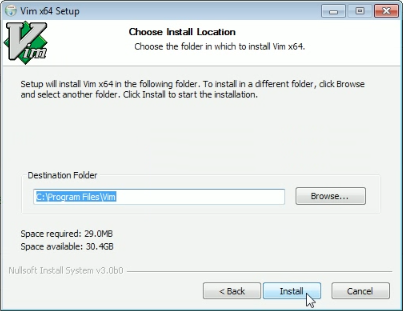 Vim x64 Setup
Vim
Choose Install Location
Choose the folder in which to install Vim x64.
Setup will install Vim x64 in the following folder. To install in a different folder, click Browse
and select another folder. Click Install to start the installation.
Destination Folder
C:\Program Files\Vim
Browse...
Space required: 29.0MB
Space available: 30.4GB
Nullsoft Install System v3.0b0
< Back
Install
Cancel